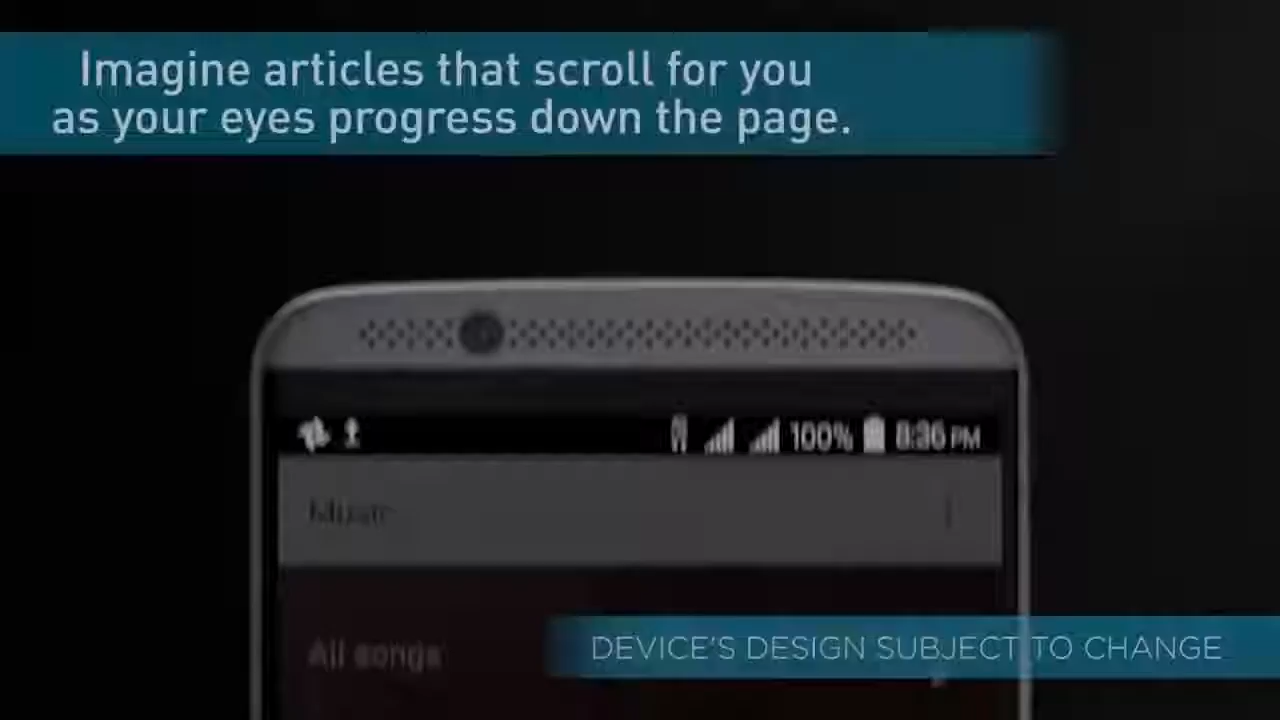 Imagine articles that scroll for you
as your eyes progress down the page.
100% 8:36 PM
Music
All songs
DEVICE'S DESIGN SUBJECT TO CHANGE